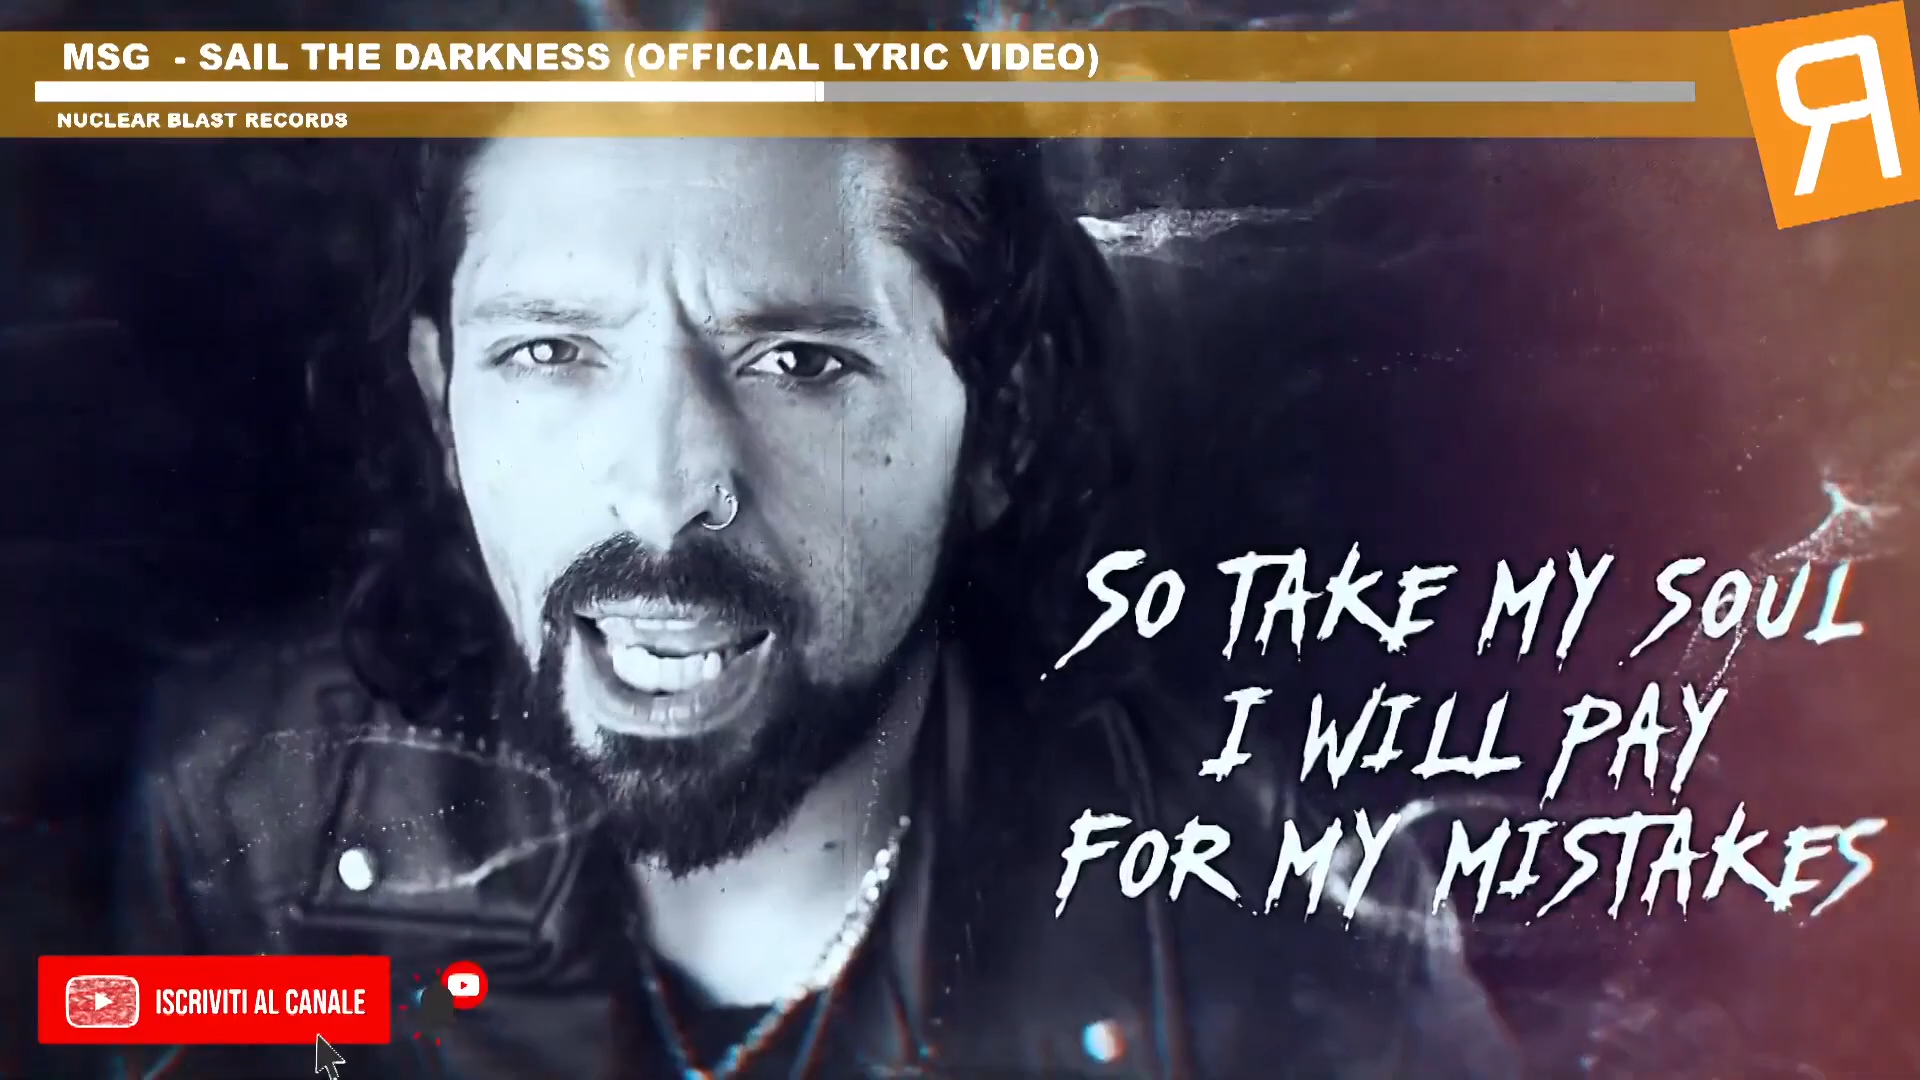 MSG - SAIL THE DARKNESS (OFFICIAL LYRIC VIDEO)
NUCLEAR BLAST RECORDS
Я
SO TAKE MY SOUL
I WILL PAY
FOR MY MISTAKES
ISCRIVITI AL CANALE